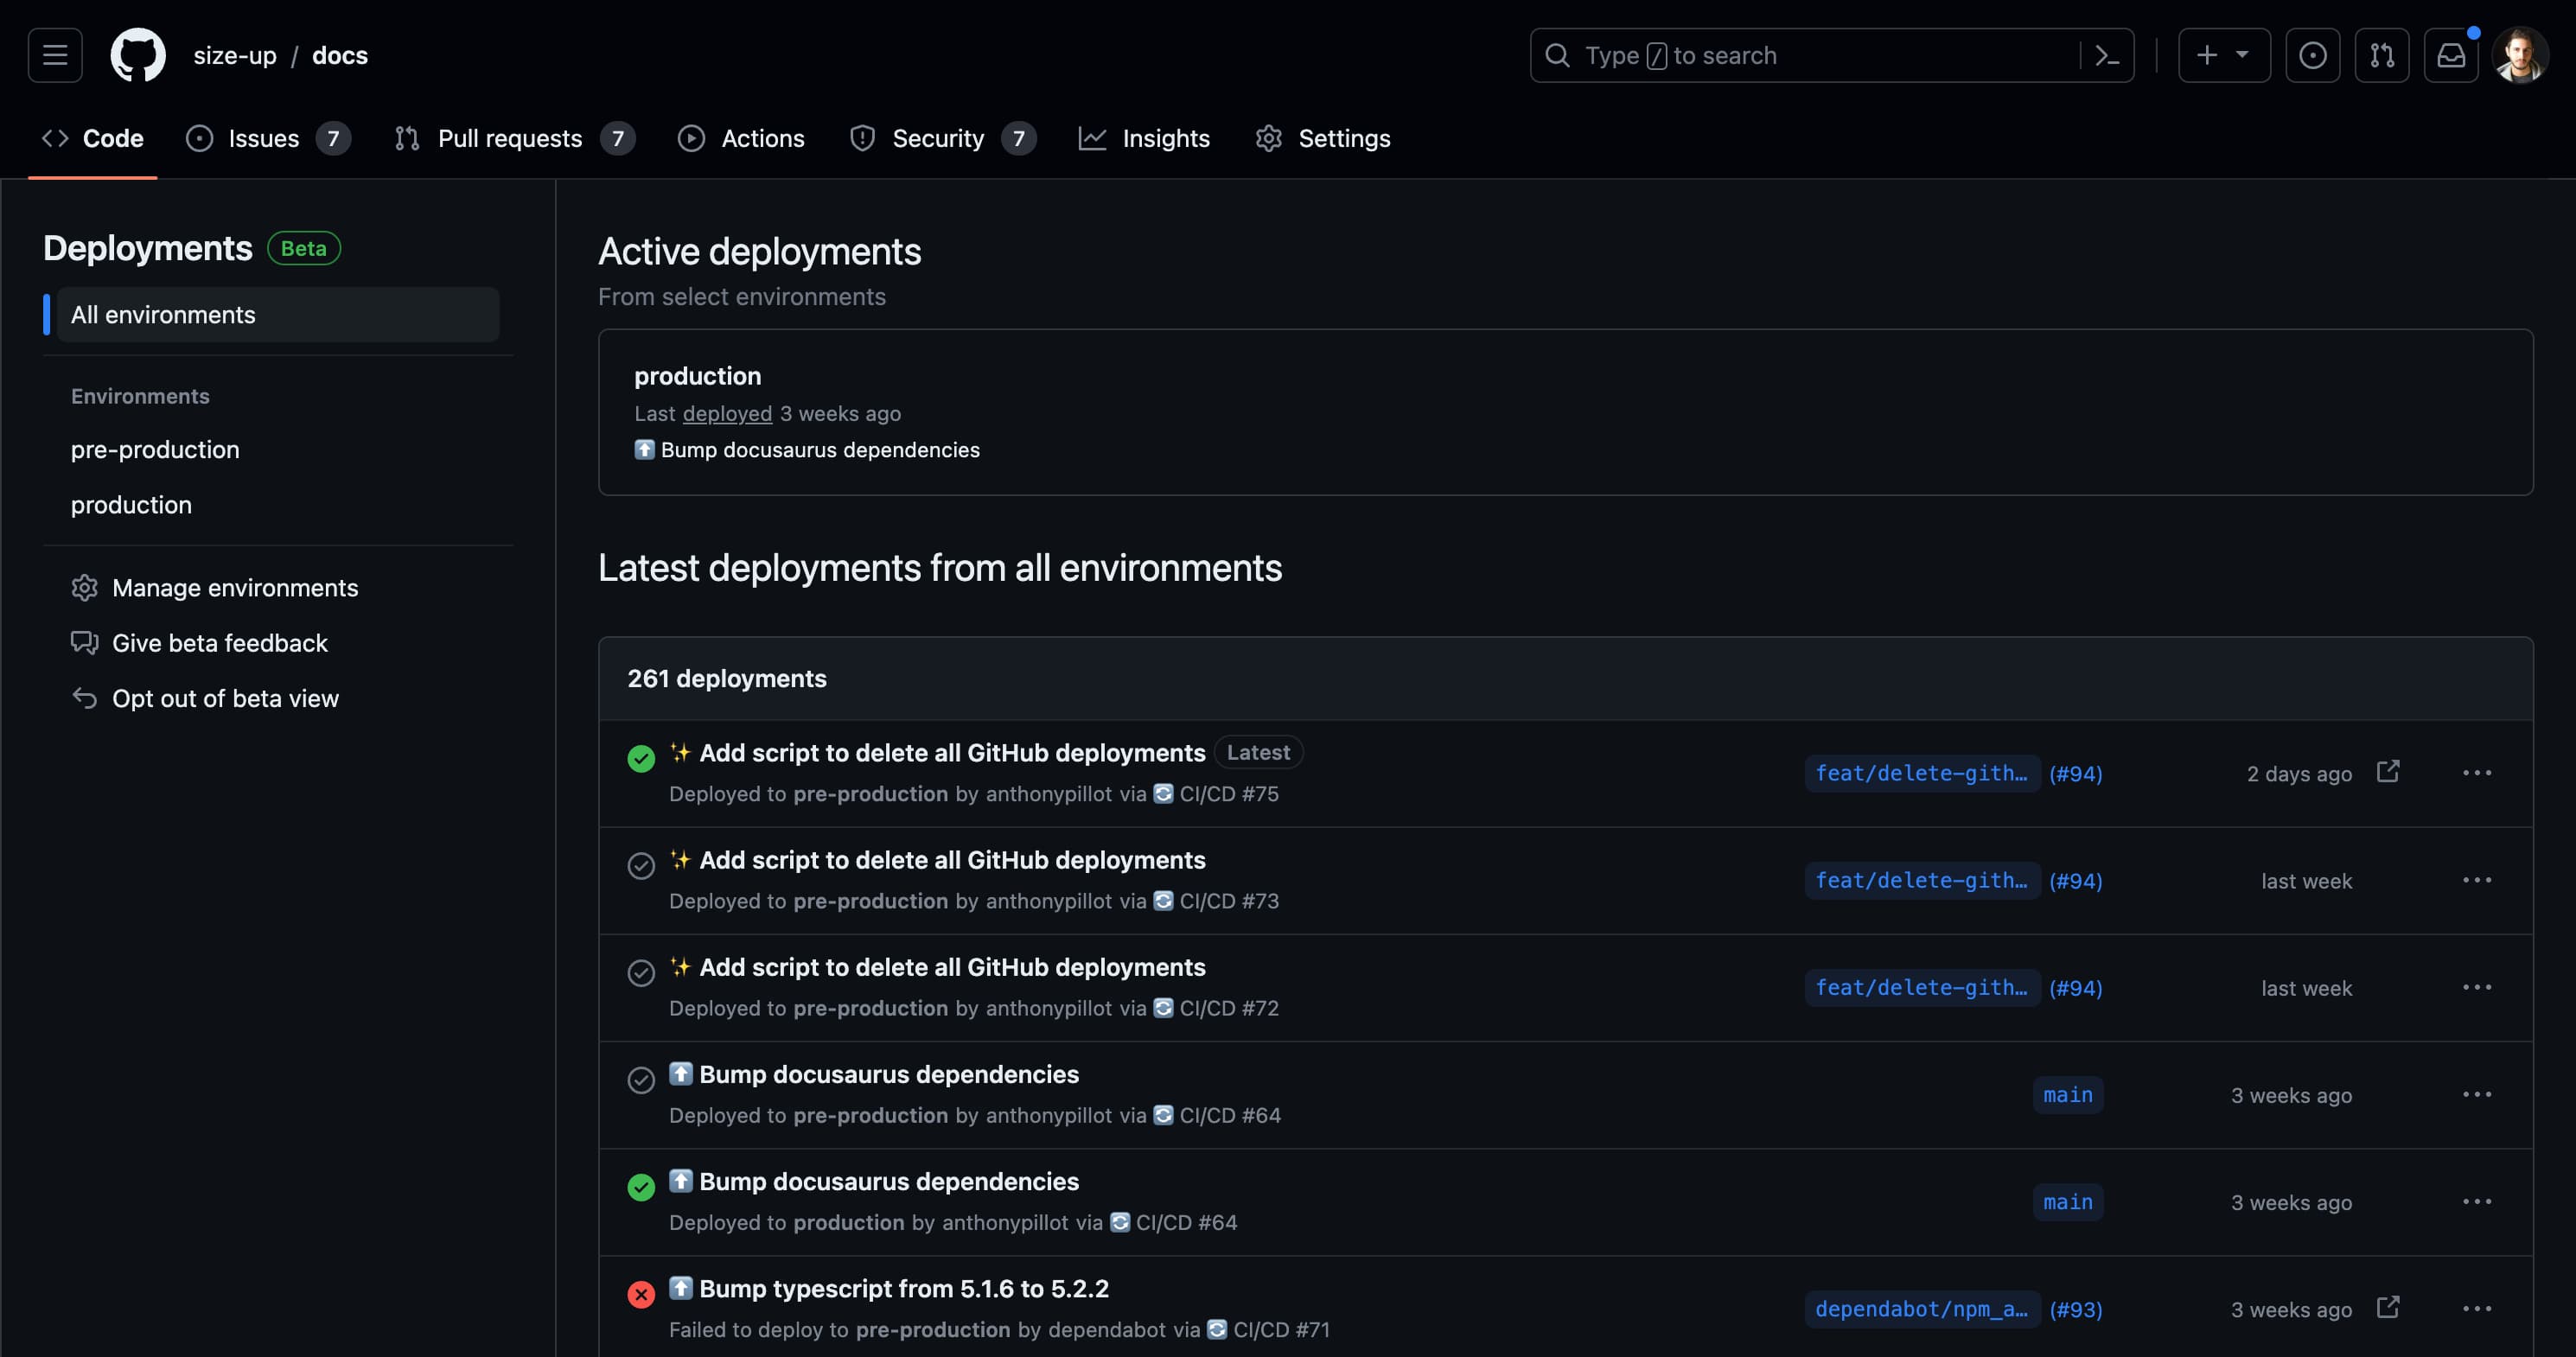 size-up / docs
Type / to search
Code
Issues 7
Pull requests 7
Actions
Security 7
Insights
Settings
Deployments Beta
All environments
Environments
pre-production
production
Manage environments
Give beta feedback
Opt out of beta view
Active deployments
From select environments
production
Last deployed 3 weeks ago
⬆️ Bump docusaurus dependencies
Latest deployments from all environments
261 deployments
✨ Add script to delete all GitHub deployments Latest
Deployed to pre-production by anthonypillot via 🔄 CI/CD #75
feat/delete-gith… (#94)
2 days ago
✨ Add script to delete all GitHub deployments
Deployed to pre-production by anthonypillot via 🔄 CI/CD #73
feat/delete-gith… (#94)
last week
✨ Add script to delete all GitHub deployments
Deployed to pre-production by anthonypillot via 🔄 CI/CD #72
feat/delete-gith… (#94)
last week
⬆️ Bump docusaurus dependencies
Deployed to pre-production by anthonypillot via 🔄 CI/CD #64
main
3 weeks ago
⬆️ Bump docusaurus dependencies
Deployed to production by anthonypillot via 🔄 CI/CD #64
main
3 weeks ago
⬆️ Bump typescript from 5.1.6 to 5.2.2
Failed to deploy to pre-production by dependabot via 🔄 CI/CD #71
dependabot/npm_a… (#93)
3 weeks ago